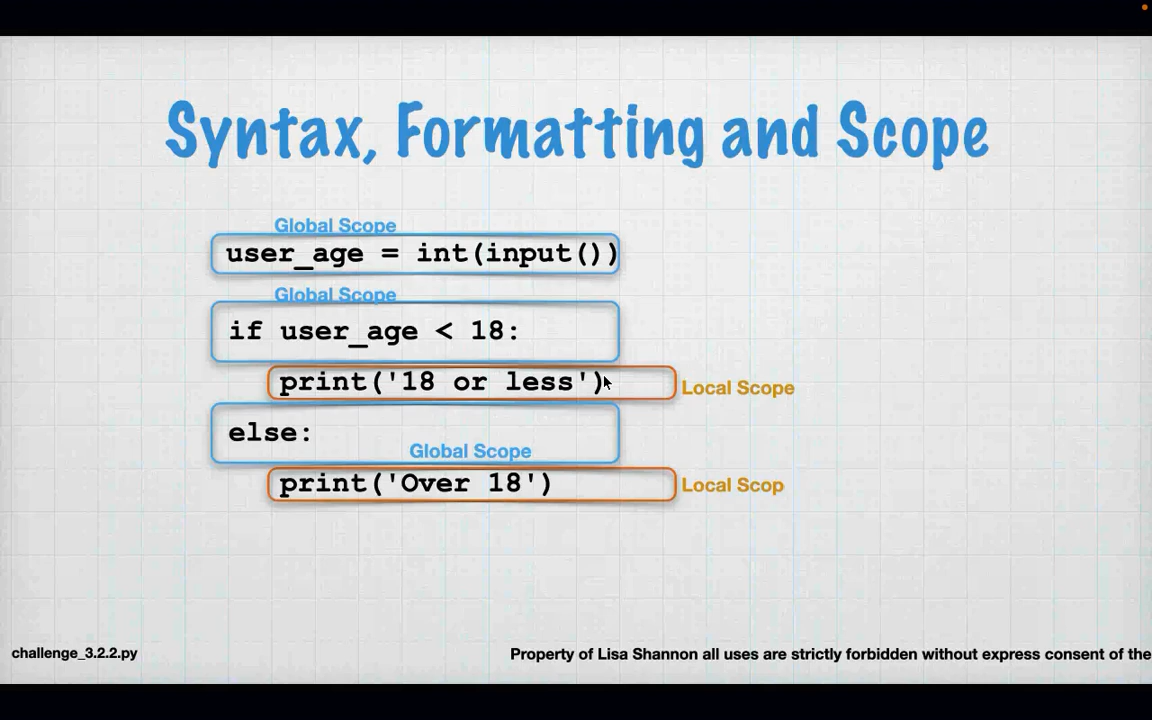 Syntax, Formatting and Scope
Global Scope
user_age = int(input())
Global Scope
if user_age < 18:
print('18 or less')
Local Scope
else:
Global Scope
print('Over 18')
Local Scop
challenge_3.2.2.py
Property of Lisa Shannon all uses are strictly forbidden without express consent of the